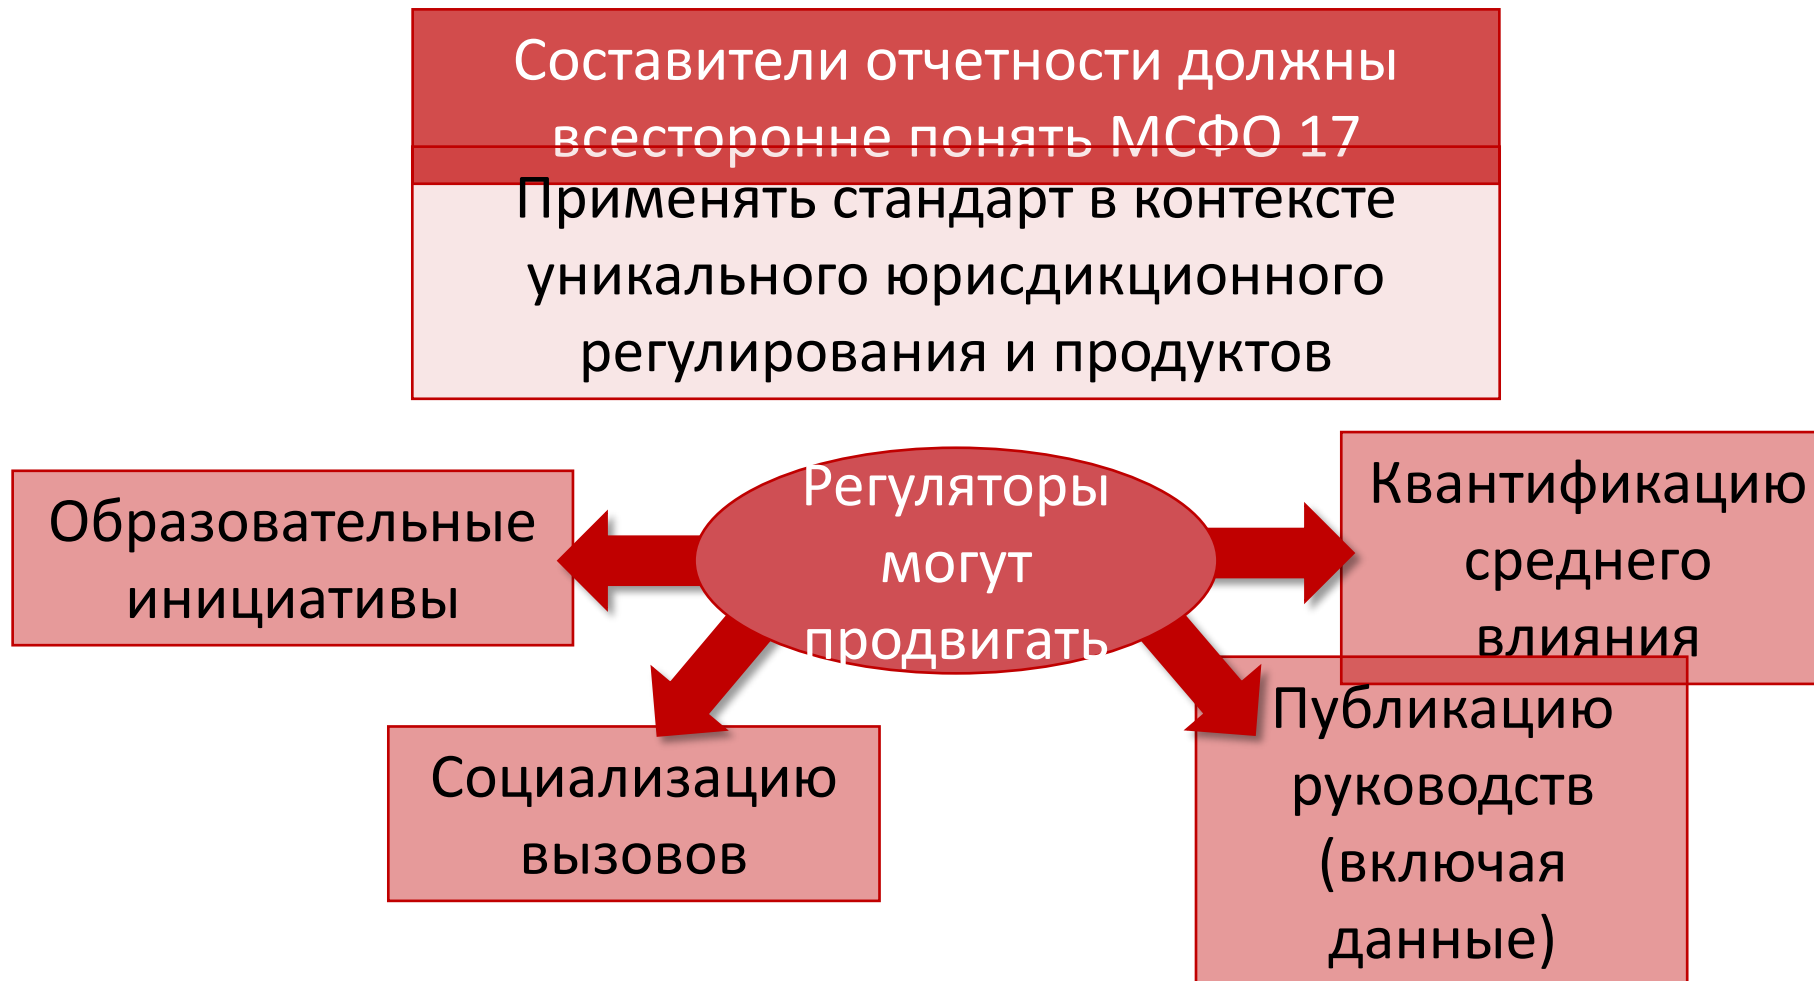 Составители отчетности должны
всесторонне понять МСФО 17
Применять стандарт в контексте
уникального юрисдикционного
регулирования и продуктов
Регуляторы
могут
продвигать
Образовательные
инициативы
Социализацию
вызовов
Квантификацию
среднего
влияния
Публикацию
руководств
(включая
данные)